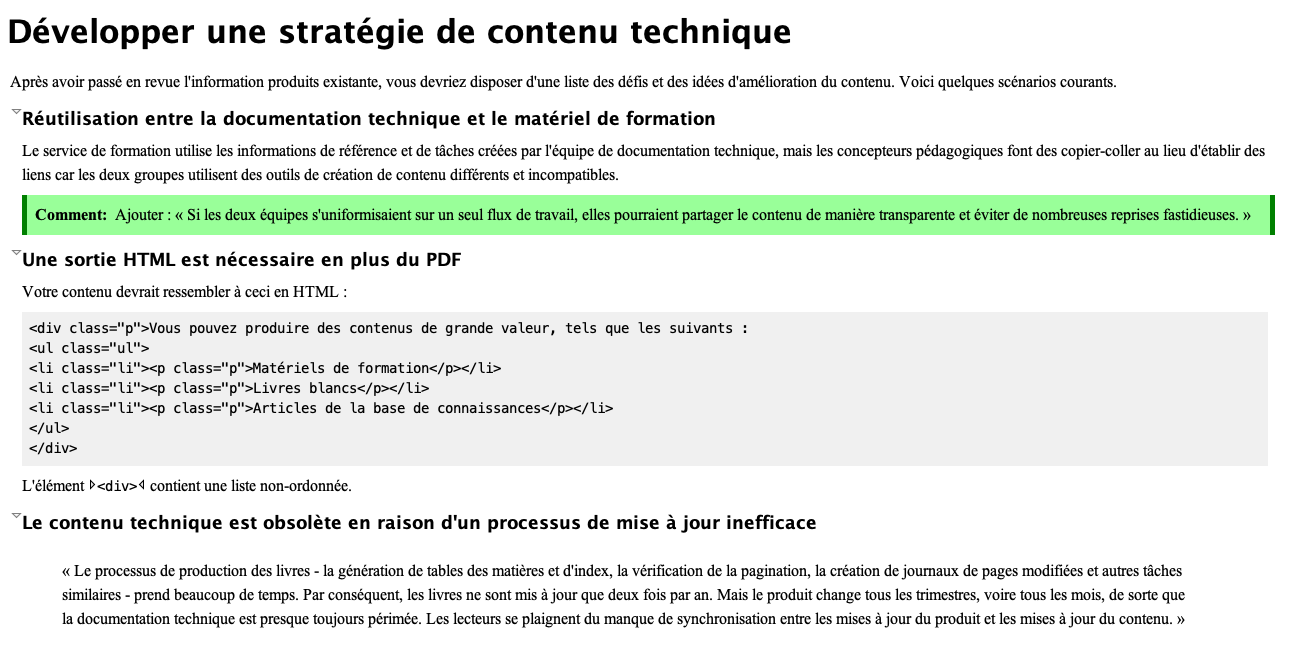 Développer une stratégie de contenu technique
Après avoir passé en revue l'information produits existante, vous devriez disposer d'une liste des défis et des idées d'amélioration du contenu. Voici quelques scénarios courants.
Réutilisation entre la documentation technique et le matériel de formation
Le service de formation utilise les informations de référence et de tâches créées par l'équipe de documentation technique, mais les concepteurs pédagogiques font des copier-coller au lieu d'établir des
liens car les deux groupes utilisent des outils de création de contenu différents et incompatibles.
Comment: Ajouter : « Si les deux équipes s'uniformisaient sur un seul flux de travail, elles pourraient partager le contenu de manière transparente et éviter de nombreuses reprises fastidieuses. »
Une sortie HTML est nécessaire en plus du PDF
Votre contenu devrait ressembler à ceci en HTML :
<div class="p">Vous pouvez produire des contenus de grande valeur, tels que les suivants :
<ul class="ul">
<li class="li"><p class="p">Matériels de formation</p></li>
<li class="li"><p class="p">Livres blancs</p></li>
<li class="li"><p class="p">Articles de la base de connaissances</p></li>
</ul>
</div>
L'élément <div> contient une liste non-ordonnée.
Le contenu technique est obsolète en raison d'un processus de mise à jour inefficace
« Le processus de production des livres - la génération de tables des matières et d'index, la vérification de la pagination, la création de journaux de pages modifiées et autres tâches
similaires - prend beaucoup de temps. Par conséquent, les livres ne sont mis à jour que deux fois par an. Mais le produit change tous les trimestres, voire tous les mois, de sorte que
la documentation technique est presque toujours périmée. Les lecteurs se plaignent du manque de synchronisation entre les mises à jour du produit et les mises à jour du contenu. »